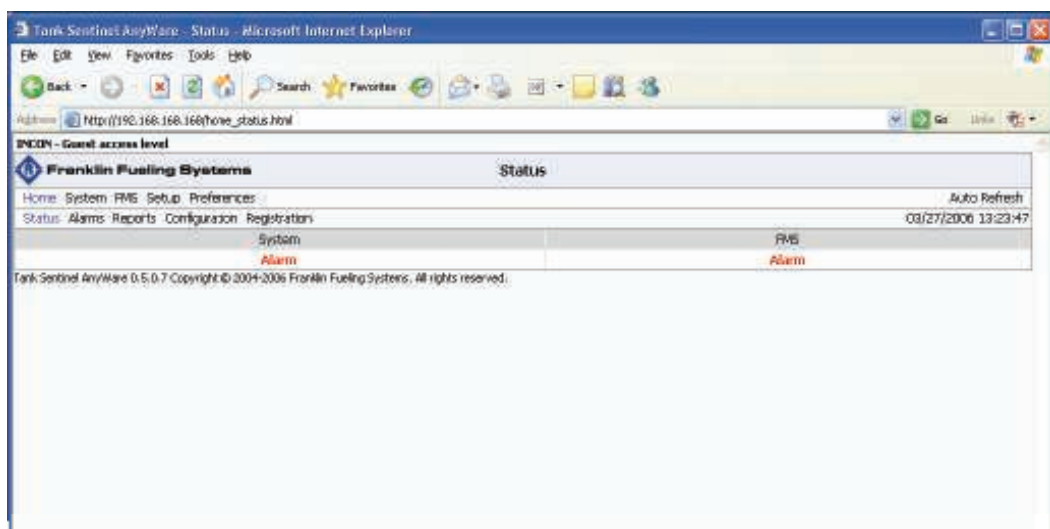 Tank Sentinel AnyWare - Status - Microsoft Internet Explorer
File Edit View Favorites Tools Help
Back Search Favorites
Address http://192.168.168.168/home_status.html Go Links
INCON - Guest access level
Franklin Fueling Systems Status
Home System FMS Setup Preferences Auto Refresh
Status Alarms Reports Configuration Registration 03/27/2006 13:23:47
System FMS
Alarm Alarm
Tank Sentinel AnyWare 0.5.0.7 Copyright © 2004-2006 Franklin Fueling Systems. All rights reserved.